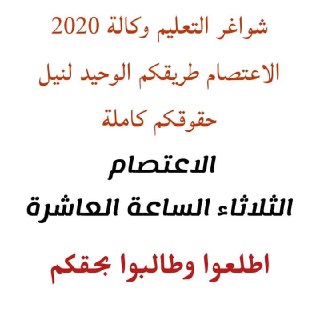 شواغر التعليم وكالة 2020
الاعتصام طريقكم الوحيد لنيل
حقوقكم كاملة
الاعتصام
الثلاثاء الساعة العاشرة
اطلعوا وطالبوا بحقكم